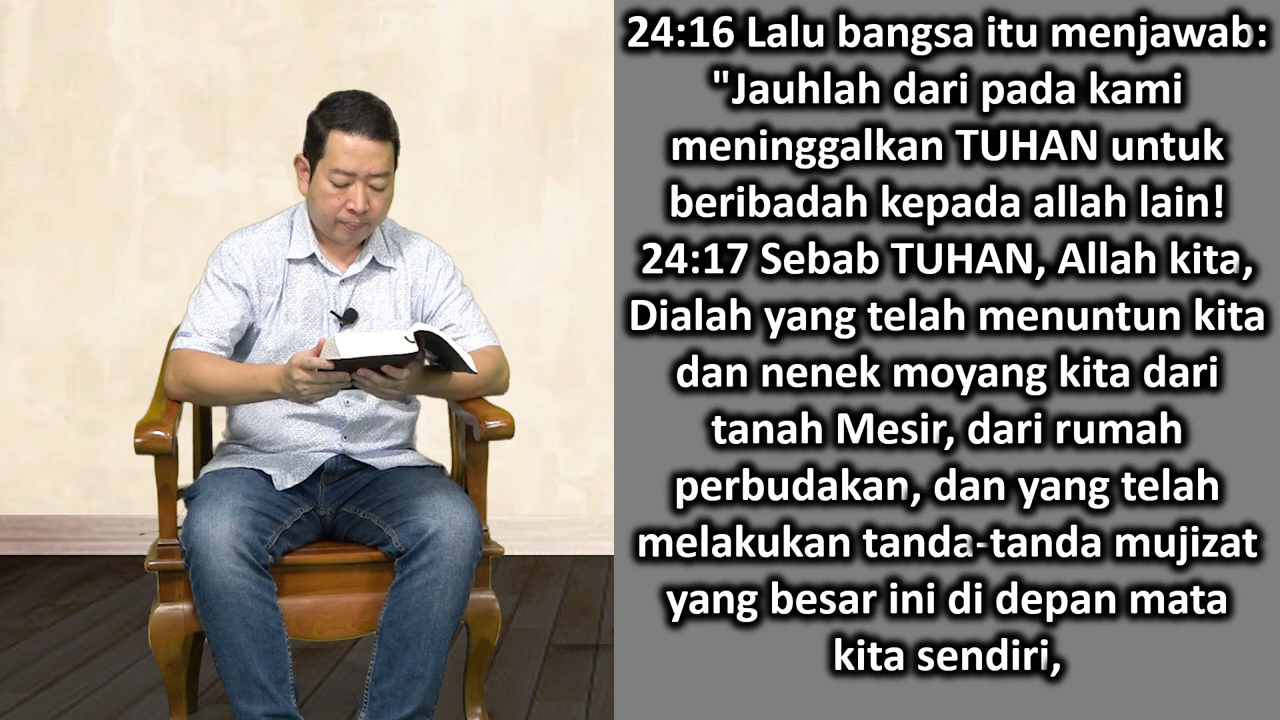 24:16 Lalu bangsa itu menjawab:
"Jauhlah dari pada kami
meninggalkan TUHAN untuk
beribadah kepada allah lain!
24:17 Sebab TUHAN, Allah kita,
Dialah yang telah menuntun kita
dan nenek moyang kita dari
tanah Mesir, dari rumah
perbudakan, dan yang telah
melakukan tanda-tanda mujizat
yang besar ini di depan mata
kita sendiri,